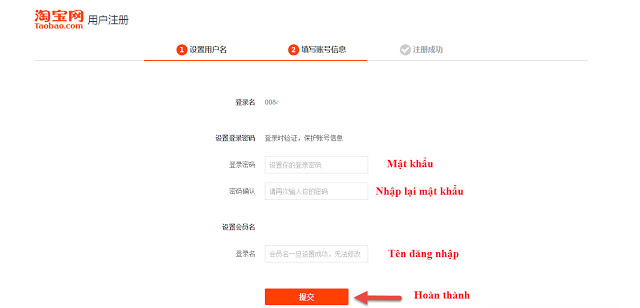 淘宝网 用户注册
Taobao.com
1 设置用户名 2 填写账号信息 注册成功
登录名 008
设置登录密码 登录时验证，保护账号信息
登录密码 设置你的登录密码 Mật khẩu
密码确认 请再次输入你的密码 Nhập lại mật khẩu
设置会员名
登录名 会员名一旦设置成功，无法修改 Tên đăng nhập
提交 Hoàn thành